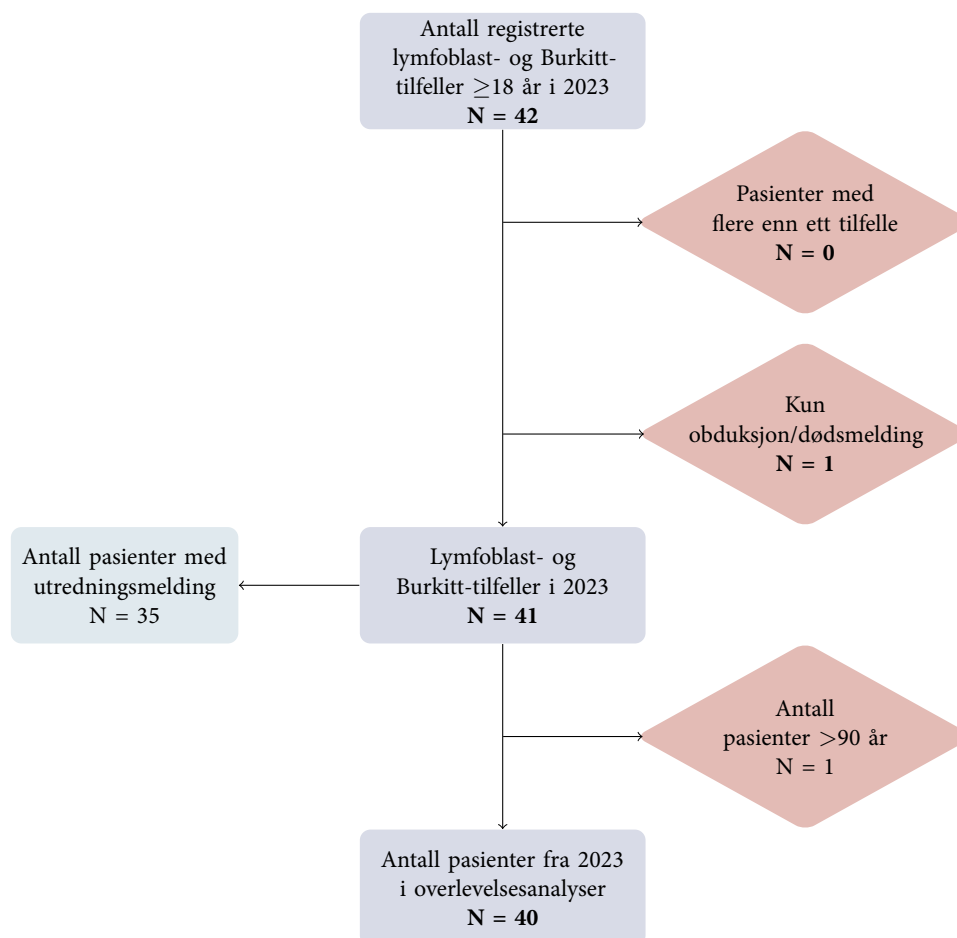 Antall registrerte
lymfoblast- og Burkitt-
tilfeller ≥18 år i 2023
N = 42
Pasienter med
flere enn ett tilfelle
N = 0
Kun
obduksjon/dødsmelding
N = 1
Antall pasienter med
utredningsmelding
N = 35
Lymfoblast- og
Burkitt-tilfeller i 2023
N = 41
Antall
pasienter >90 år
N = 1
Antall pasienter fra 2023
i overlevelsesanalyser
N = 40